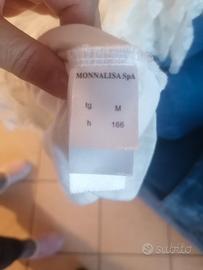 MONNALISA SpA
tg M
h 166
subito